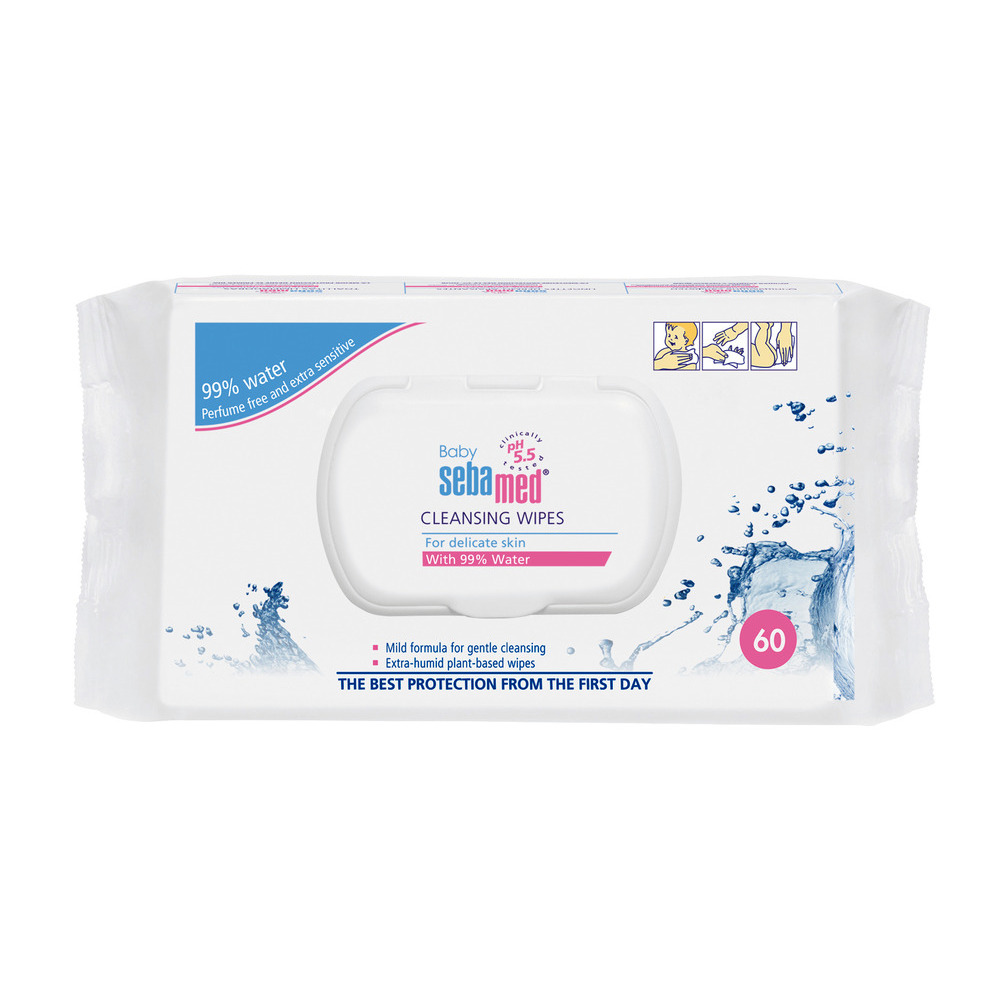 99% water
Perfume free and extra sensitive
Baby
clinically
pH
5.5
tested
sebamed®
CLEANSING WIPES
For delicate skin
With 99% Water
60
Mild formula for gentle cleansing
Extra-humid plant-based wipes
THE BEST PROTECTION FROM THE FIRST DAY